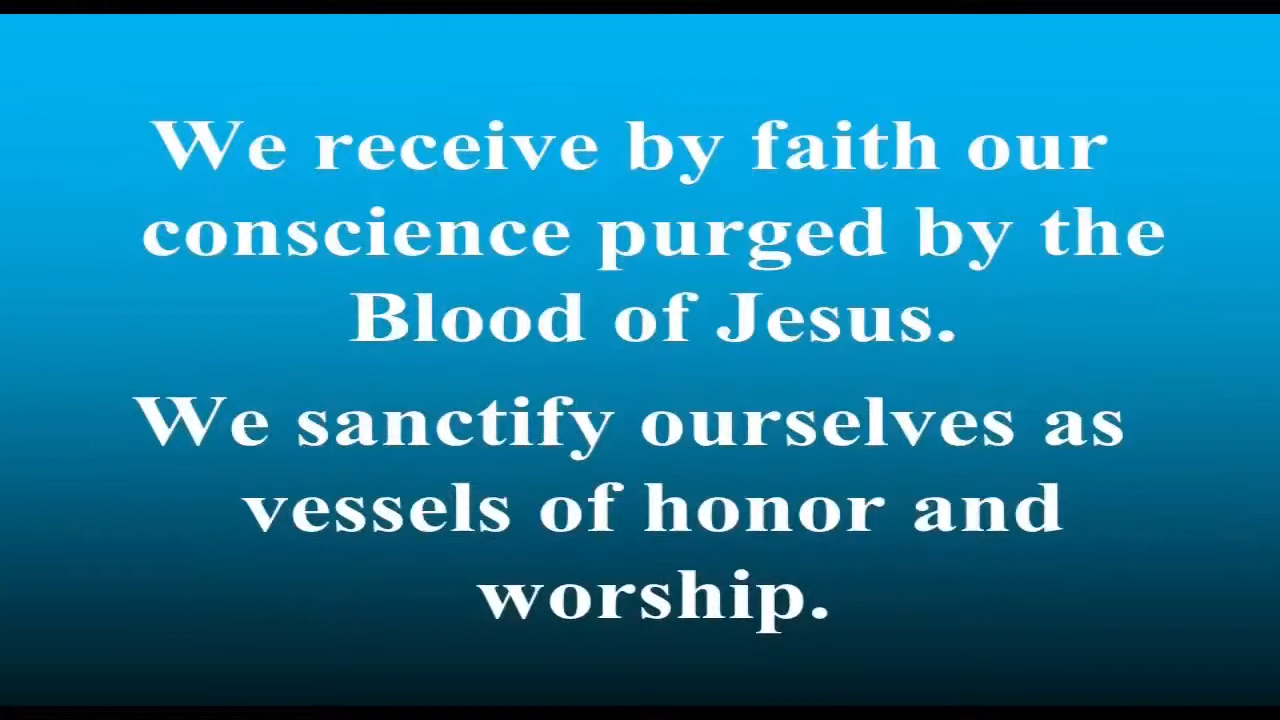 We receive by faith our
conscience purged by the
Blood of Jesus.
We sanctify ourselves as
vessels of honor and
worship.